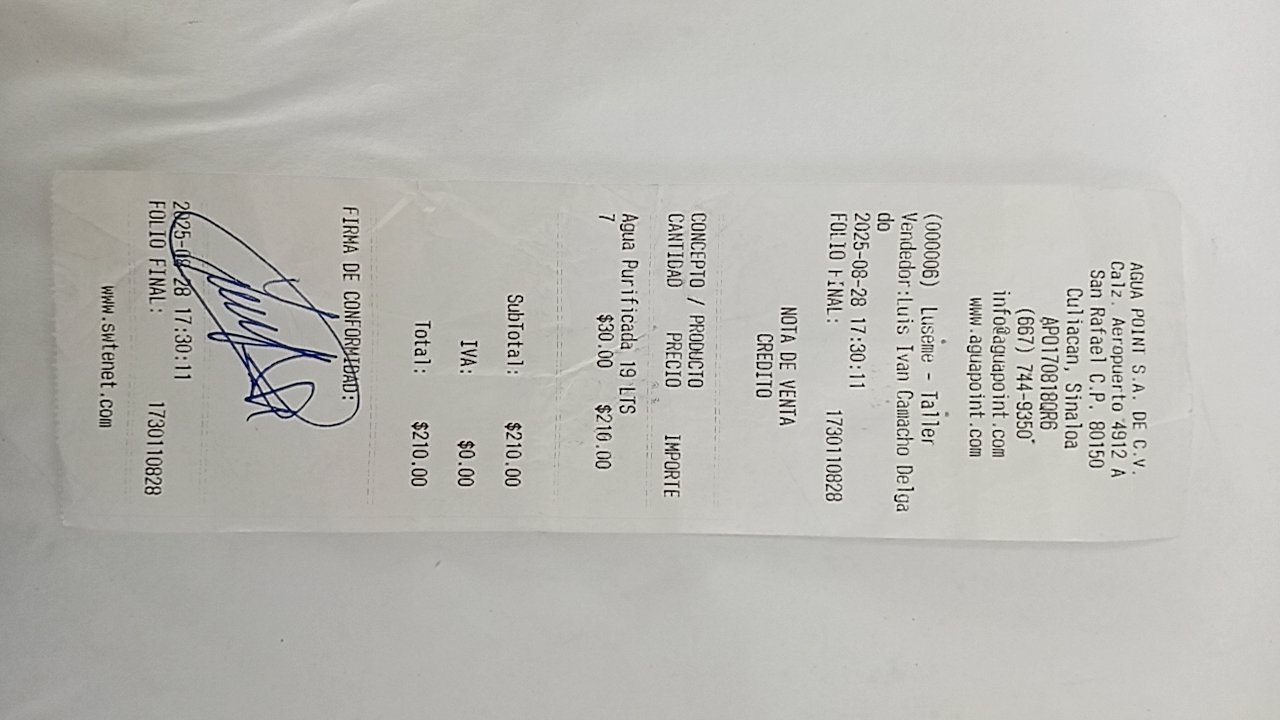 AGUA POINT S.A. DE C.V.
Calz. Aeropuerto 4912 A
San Rafael C.P. 80150
Culiacan, Sinaloa
APO170818QR6
(667) 744-9350
info@aguapoint.com
www.aguapoint.com
(000006) Luseme - Taller
Vendedor:Luis Ivan Camacho Delga
do
2025-08-28 17:30:11
FOLIO FINAL: 1730110828
NOTA DE VENTA
CREDITO
CONCEPTO / PRODUCTO
CANTIDAD PRECIO IMPORTE
Agua Purificada 19 LTS
7 $30.00 $210.00
SubTotal: $210.00
IVA: $0.00
Total: $210.00
FIRMA DE CONFORMIDAD:
2025-08-28 17:30:11
FOLIO FINAL: 1730110828
www.swtenet.com